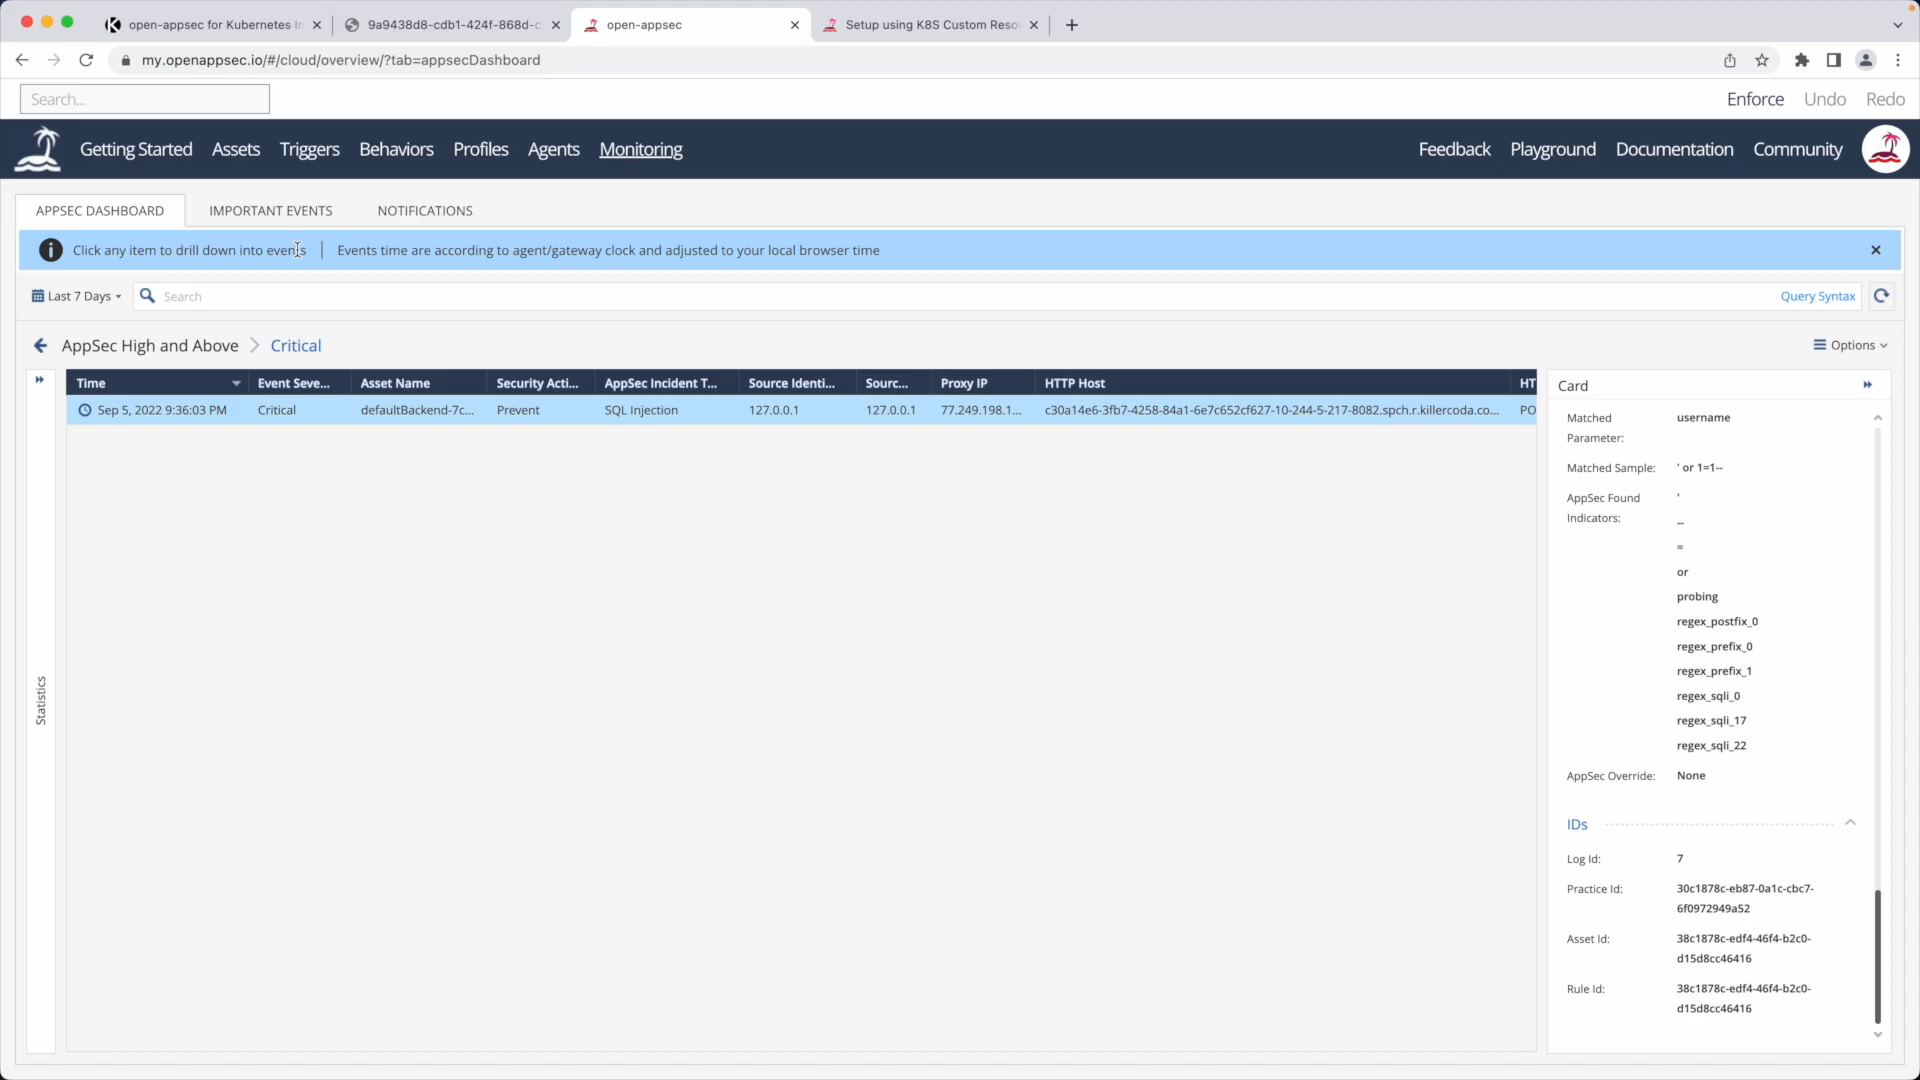 open-appsec for Kubernetes In
9a9438d8-cdb1-424f-868d-c
open-appsec
Setup using K8S Custom Reso
my.openappsec.io/#/cloud/overview/?tab=appsecDashboard
Search...
Enforce Undo Redo
Getting Started Assets Triggers Behaviors Profiles Agents Monitoring
Feedback Playground Documentation Community
APPSEC DASHBOARD IMPORTANT EVENTS NOTIFICATIONS
Click any item to drill down into events | Events time are according to agent/gateway clock and adjusted to your local browser time
Last 7 Days Search Query Syntax
AppSec High and Above > Critical
Options
Time Event Seve... Asset Name Security Acti... AppSec Incident T... Source Identi... Sourc... Proxy IP HTTP Host HT
Sep 5, 2022 9:36:03 PM Critical defaultBackend-7c... Prevent SQL Injection 127.0.0.1 127.0.0.1 77.249.198.1... c30a14e6-3fb7-4258-84a1-6e7c652cf627-10-244-5-217-8082.spch.r.killercoda.co... PO
Statistics
Card
Matched Parameter: username
Matched Sample: ' or 1=1--
AppSec Found Indicators: '
--
=
or
probing
regex_postfix_0
regex_prefix_0
regex_prefix_1
regex_sqli_0
regex_sqli_17
regex_sqli_22
AppSec Override: None
IDs
Log Id: 7
Practice Id: 30c1878c-eb87-0a1c-cbc7-
6f0972949a52
Asset Id: 38c1878c-edf4-46f4-b2c0-
d15d8cc46416
Rule Id: 38c1878c-edf4-46f4-b2c0-
d15d8cc46416